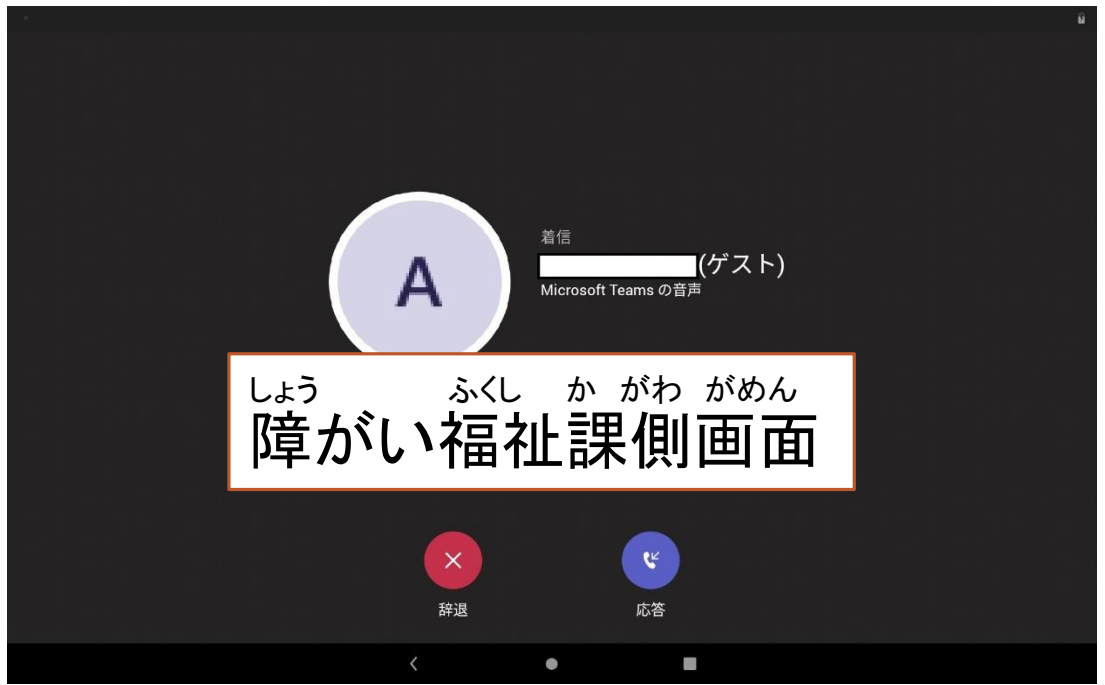 着信
(ゲスト)
Microsoft Teams の音声
A
しょう ふくし か がわ がめん
障がい福祉課側画面
辞退
応答